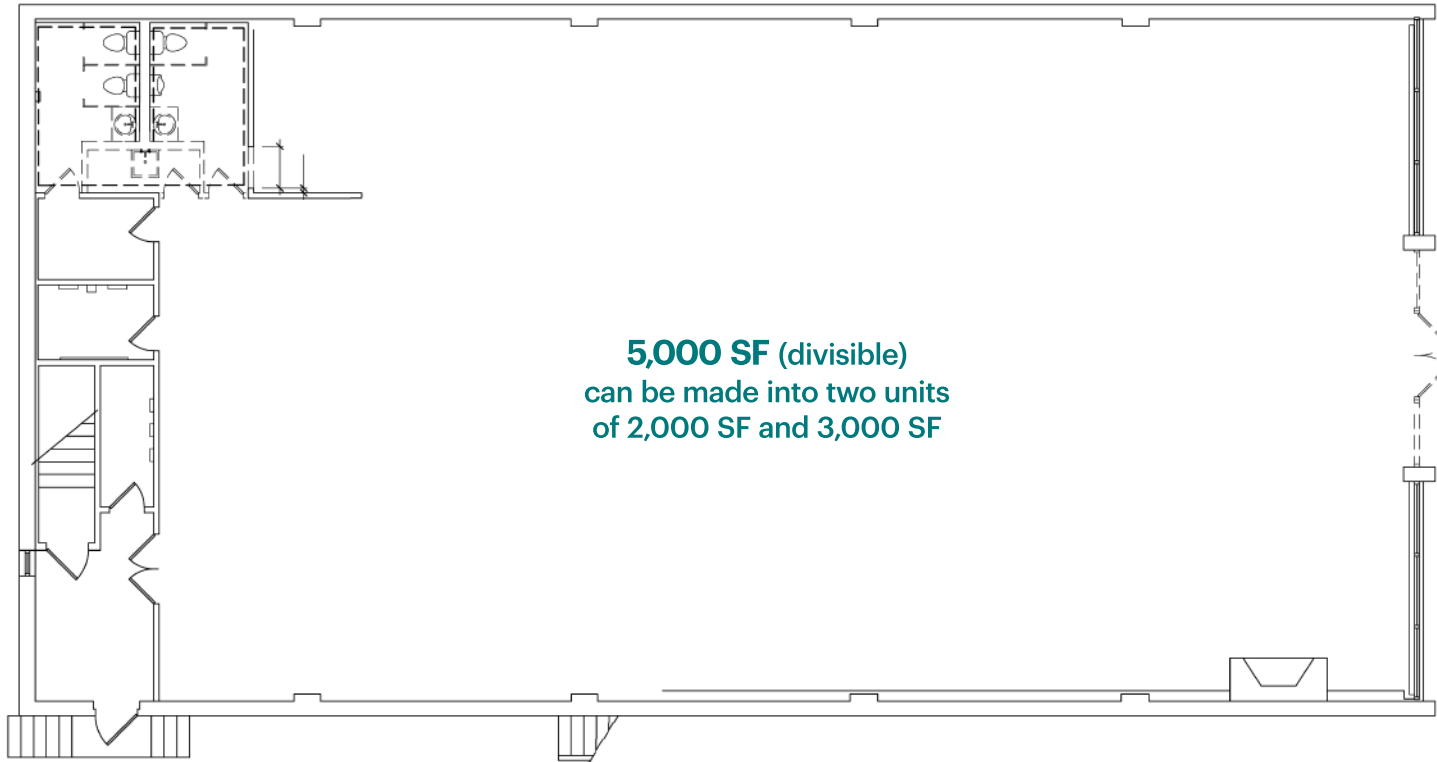 5,000 SF (divisible)
can be made into two units
of 2,000 SF and 3,000 SF